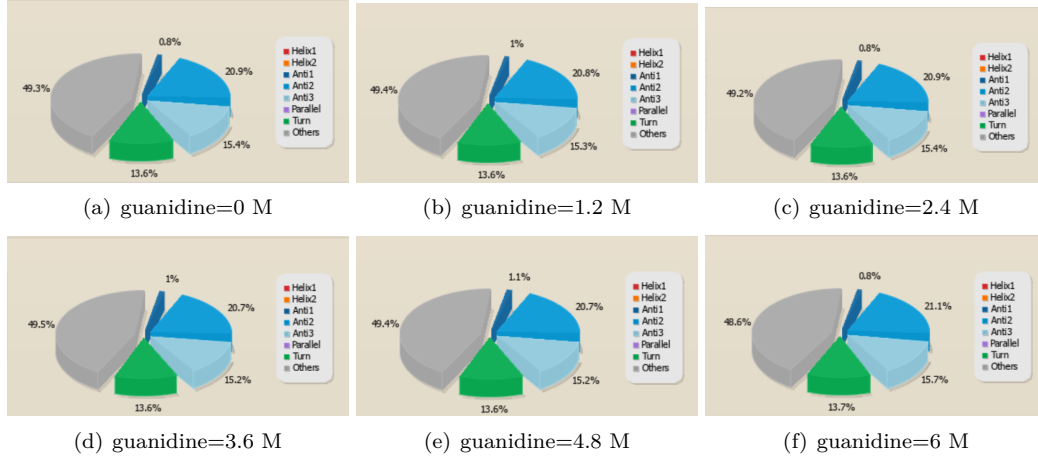 0.8%
20.9%
49.3%
15.4%
13.6%
Helix1
Helix2
Anti1
Anti2
Anti3
Parallel
Turn
Others
(a) guanidine=0 M
1%
20.8%
49.4%
15.3%
13.6%
Helix1
Helix2
Anti1
Anti2
Anti3
Parallel
Turn
Others
(b) guanidine=1.2 M
0.8%
20.9%
49.2%
15.4%
13.6%
Helix1
Helix2
Anti1
Anti2
Anti3
Parallel
Turn
Others
(c) guanidine=2.4 M
1%
20.7%
49.5%
15.2%
13.6%
Helix1
Helix2
Anti1
Anti2
Anti3
Parallel
Turn
Others
(d) guanidine=3.6 M
1.1%
20.7%
49.4%
15.2%
13.6%
Helix1
Helix2
Anti1
Anti2
Anti3
Parallel
Turn
Others
(e) guanidine=4.8 M
0.8%
21.1%
48.6%
15.7%
13.7%
Helix1
Helix2
Anti1
Anti2
Anti3
Parallel
Turn
Others
(f) guanidine=6 M